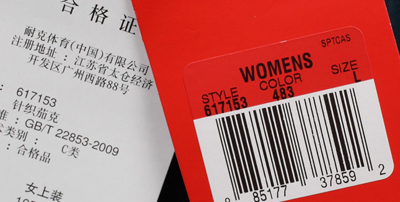 合格证
耐克体育(中国)有限公司
注册地址：江苏省太仓经济
开发区广州西路88号
: 617153
: 针织茄克
: GB/T 22853-2009
类别: C类
: 合格品
女上装
SPTCAS
WOMENS
STYLE COLOR SIZE
617153 483 L
85177 37859 2